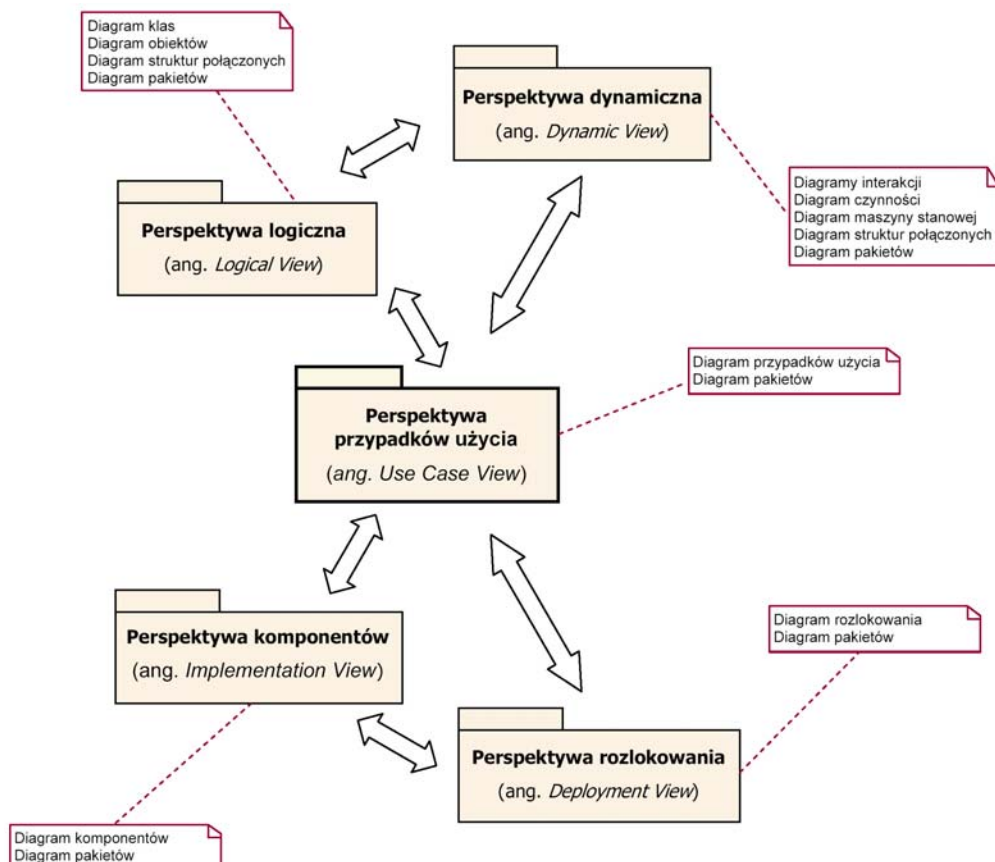 Diagram klas
Diagram obiektów
Diagram struktur połączonych
Diagram pakietów
Perspektywa dynamiczna
(ang. Dynamic View)
Diagramy interakcji
Diagram czynności
Diagram maszyny stanowej
Diagram struktur połączonych
Diagram pakietów
Perspektywa logiczna
(ang. Logical View)
Diagram przypadków użycia
Diagram pakietów
Perspektywa
przypadków użycia
(ang. Use Case View)
Perspektywa komponentów
(ang. Implementation View)
Diagram rozlokowania
Diagram pakietów
Perspektywa rozlokowania
(ang. Deployment View)
Diagram komponentów
Diagram pakietów